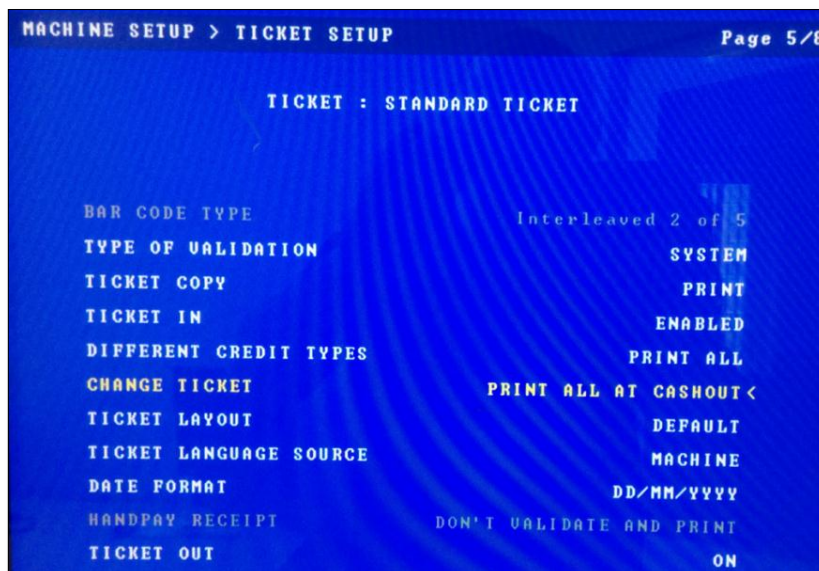 MACHINE SETUP > TICKET SETUP Page 5/8
TICKET : STANDARD TICKET
BAR CODE TYPE Interleaved 2 of 5
TYPE OF VALIDATION SYSTEM
TICKET COPY PRINT
TICKET IN ENABLED
DIFFERENT CREDIT TYPES PRINT ALL
CHANGE TICKET PRINT ALL AT CASHOUT<
TICKET LAYOUT DEFAULT
TICKET LANGUAGE SOURCE MACHINE
DATE FORMAT DD/MM/YYYY
HANDPAY RECEIPT DON'T VALIDATE AND PRINT
TICKET OUT ON